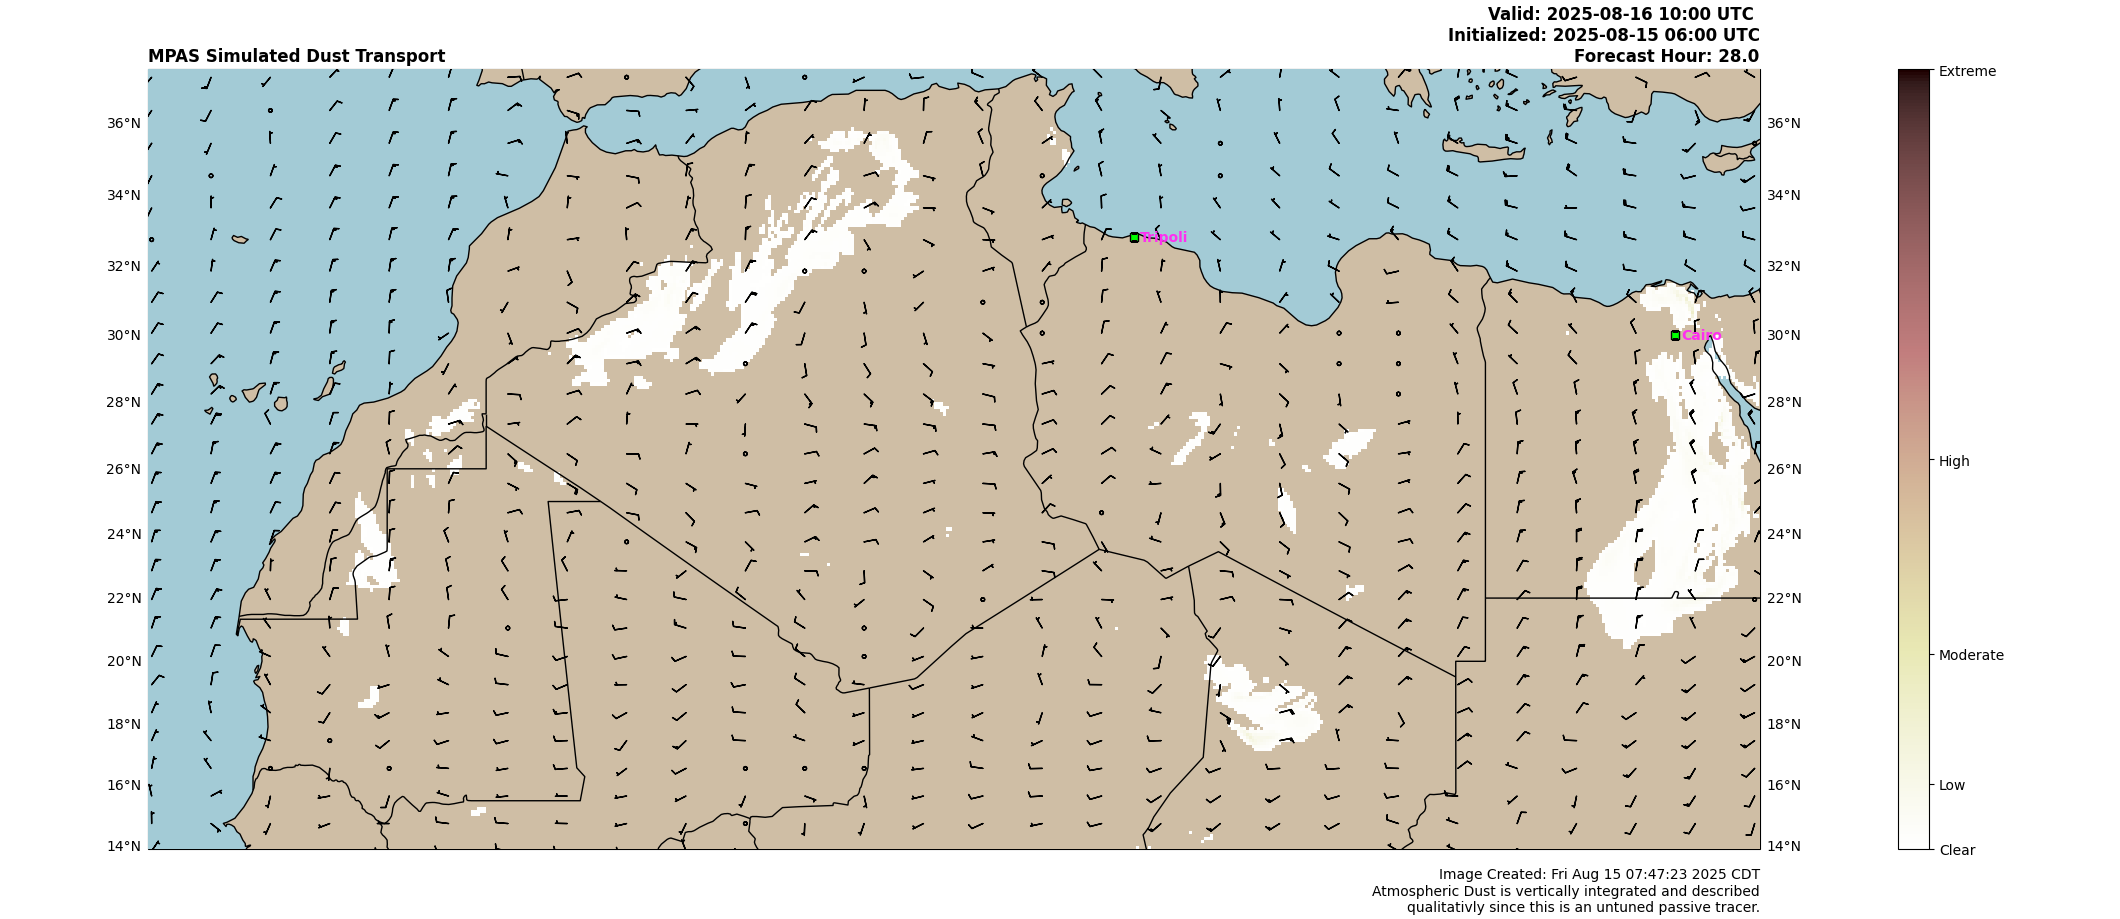 Valid: 2025-08-16 10:00 UTC
Initialized: 2025-08-15 06:00 UTC
MPAS Simulated Dust Transport
Forecast Hour: 28.0
Extreme
36°N
36°N
34°N
34°N
Tripoli
32°N
32°N
30°N
Cairo
30°N
28°N
28°N
26°N
26°N
High
24°N
24°N
22°N
22°N
20°N
20°N
Moderate
18°N
18°N
16°N
16°N
Low
14°N
14°N
Clear
Image Created: Fri Aug 15 07:47:23 2025 CDT
Atmospheric Dust is vertically integrated and described
qualitativly since this is an untuned passive tracer.